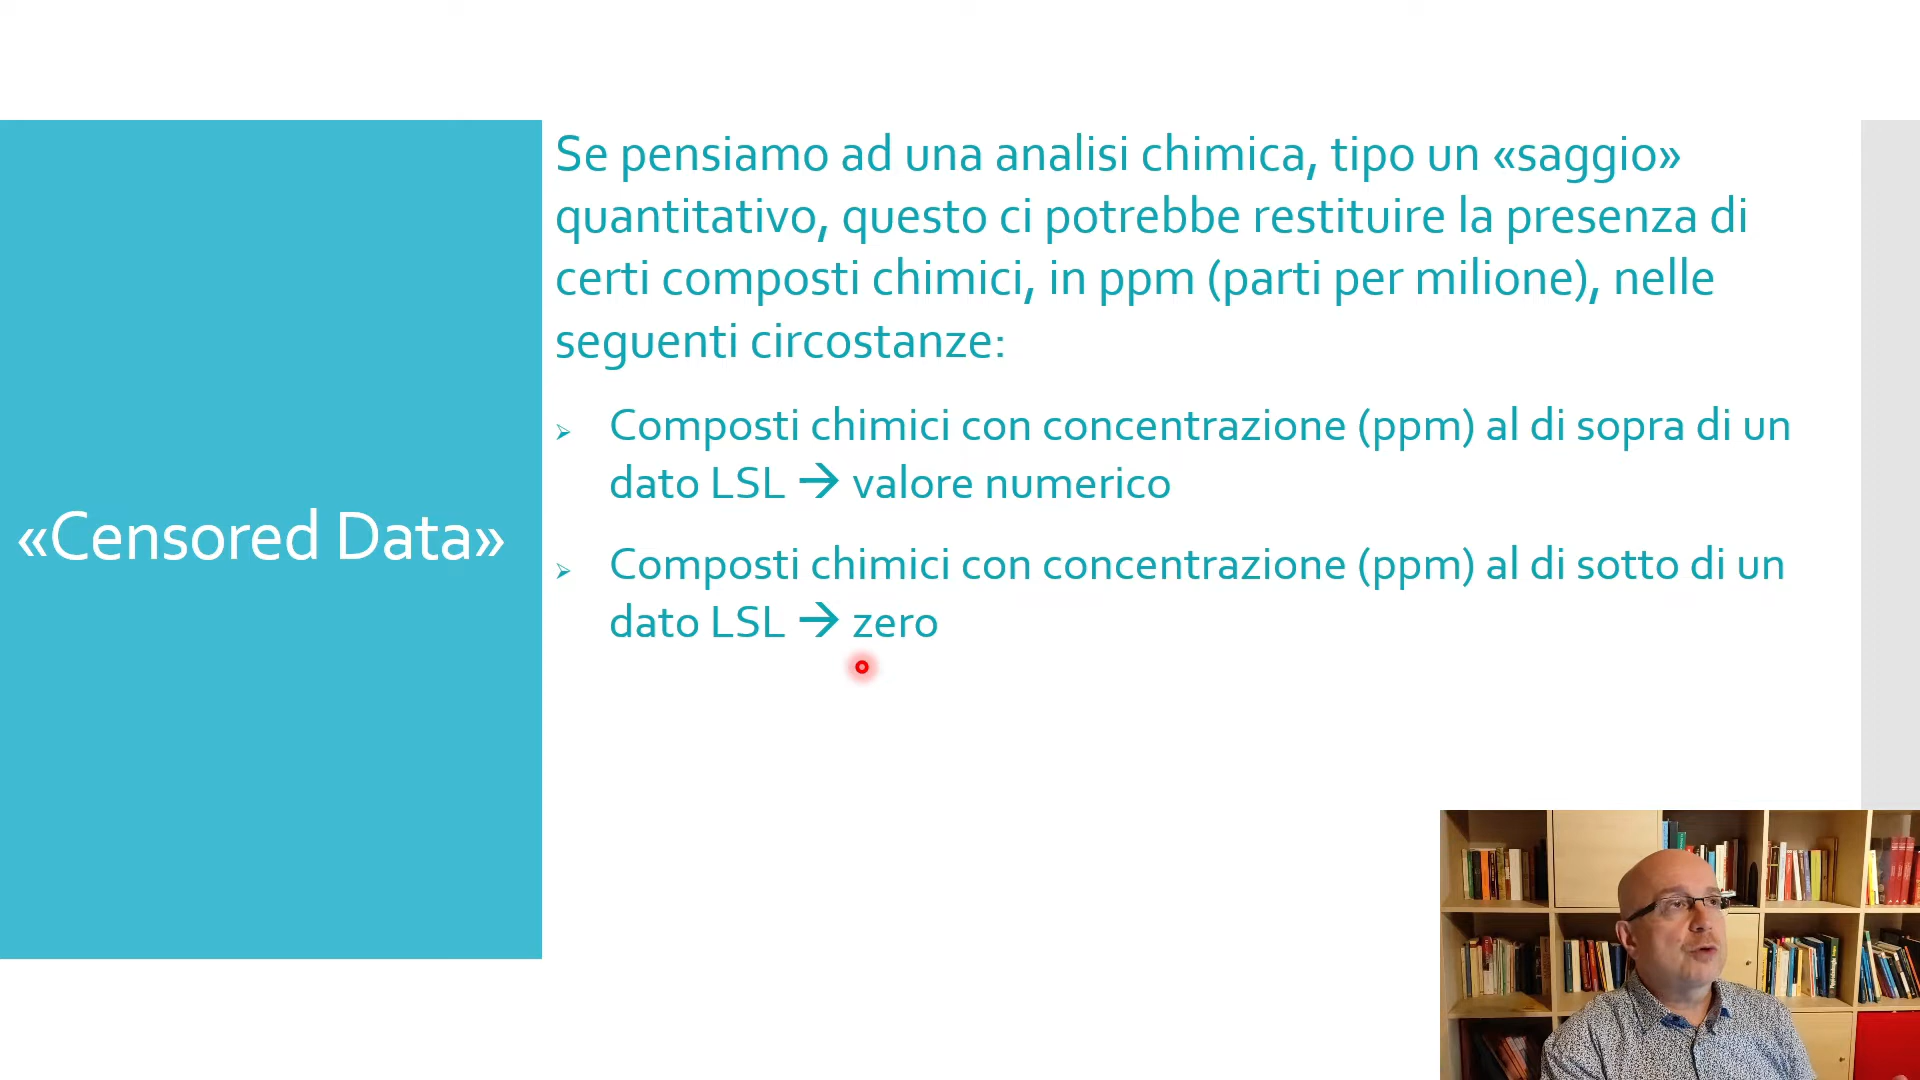 «Censored Data»
Se pensiamo ad una analisi chimica, tipo un «saggio»
quantitativo, questo ci potrebbe restituire la presenza di
certi composti chimici, in ppm (parti per milione), nelle
seguenti circostanze:
➢ Composti chimici con concentrazione (ppm) al di sopra di un
dato LSL → valore numerico
➢ Composti chimici con concentrazione (ppm) al di sotto di un
dato LSL → zero